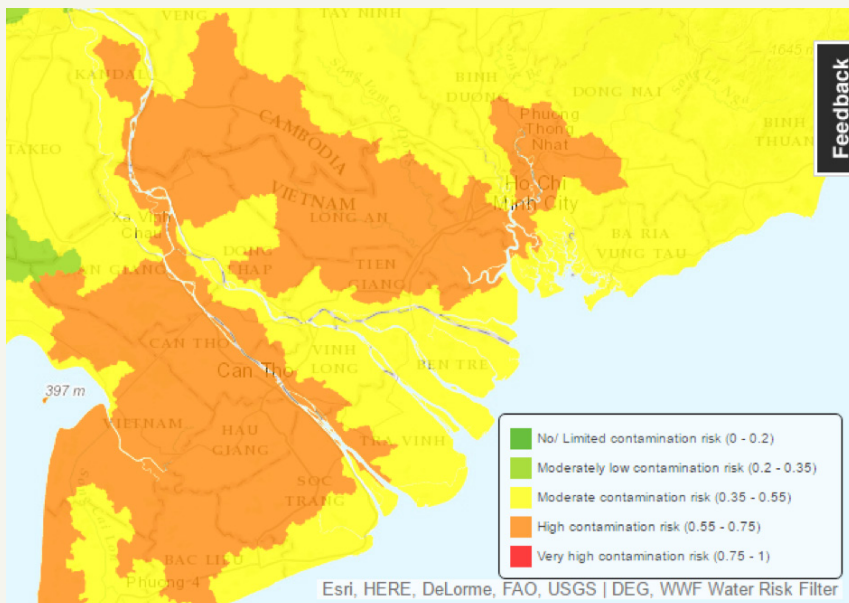 VENG
TAY NINH
1645 m
KANDAL
BINH
DUONG
DONG NAI
Phuong
Thong
Nhat
BINH
THUAN
Feedback
CAMBODIA
TAKEO
VIETNAM
Ho Chi
Minh City
Xa Vinh
Chau
LONG AN
BA RIA
VUNG TAU
DONG
THAP
AN GIANG
TIEN
GIANG
CAN THO
VINH
LONG
BEN TRE
Can Tho
397 m
VIETNAM
HAU
GIANG
TRA VINH
SOC
TRANG
BAC LIEU
Phuong-4
No/ Limited contamination risk (0 - 0.2)
Moderately low contamination risk (0.2 - 0.35)
Moderate contamination risk (0.35 - 0.55)
High contamination risk (0.55 - 0.75)
Very high contamination risk (0.75 - 1)
Esri, HERE, DeLorme, FAO, USGS | DEG, WWF Water Risk Filter